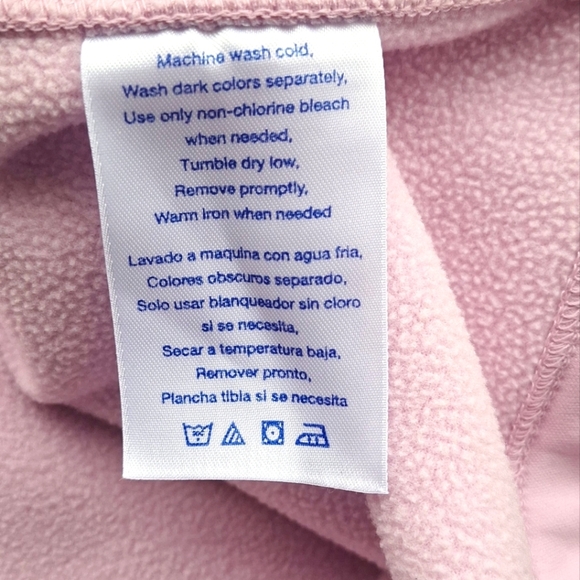 Machine wash cold,
Wash dark colors separately,
Use only non-chlorine bleach
when needed,
Tumble dry low,
Remove promptly,
Warm iron when needed
Lavado a maquina con agua fria,
Colores obscuros separado,
Solo usar blanqueador sin cloro
si se necesita,
Secar a temperatura baja,
Remover pronto,
Plancha tibia si se necesita